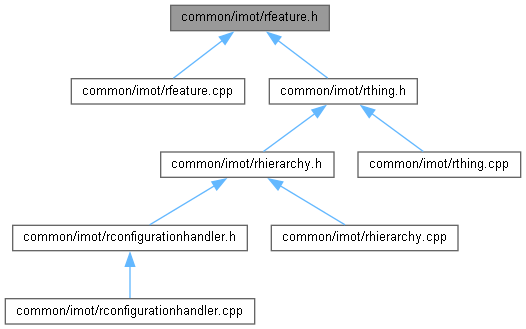 common/imot/rfeature.h
common/imot/rfeature.cpp
common/imot/rthing.h
common/imot/rhierarchy.h
common/imot/rthing.cpp
common/imot/rconfigurationhandler.h
common/imot/rhierarchy.cpp
common/imot/rconfigurationhandler.cpp